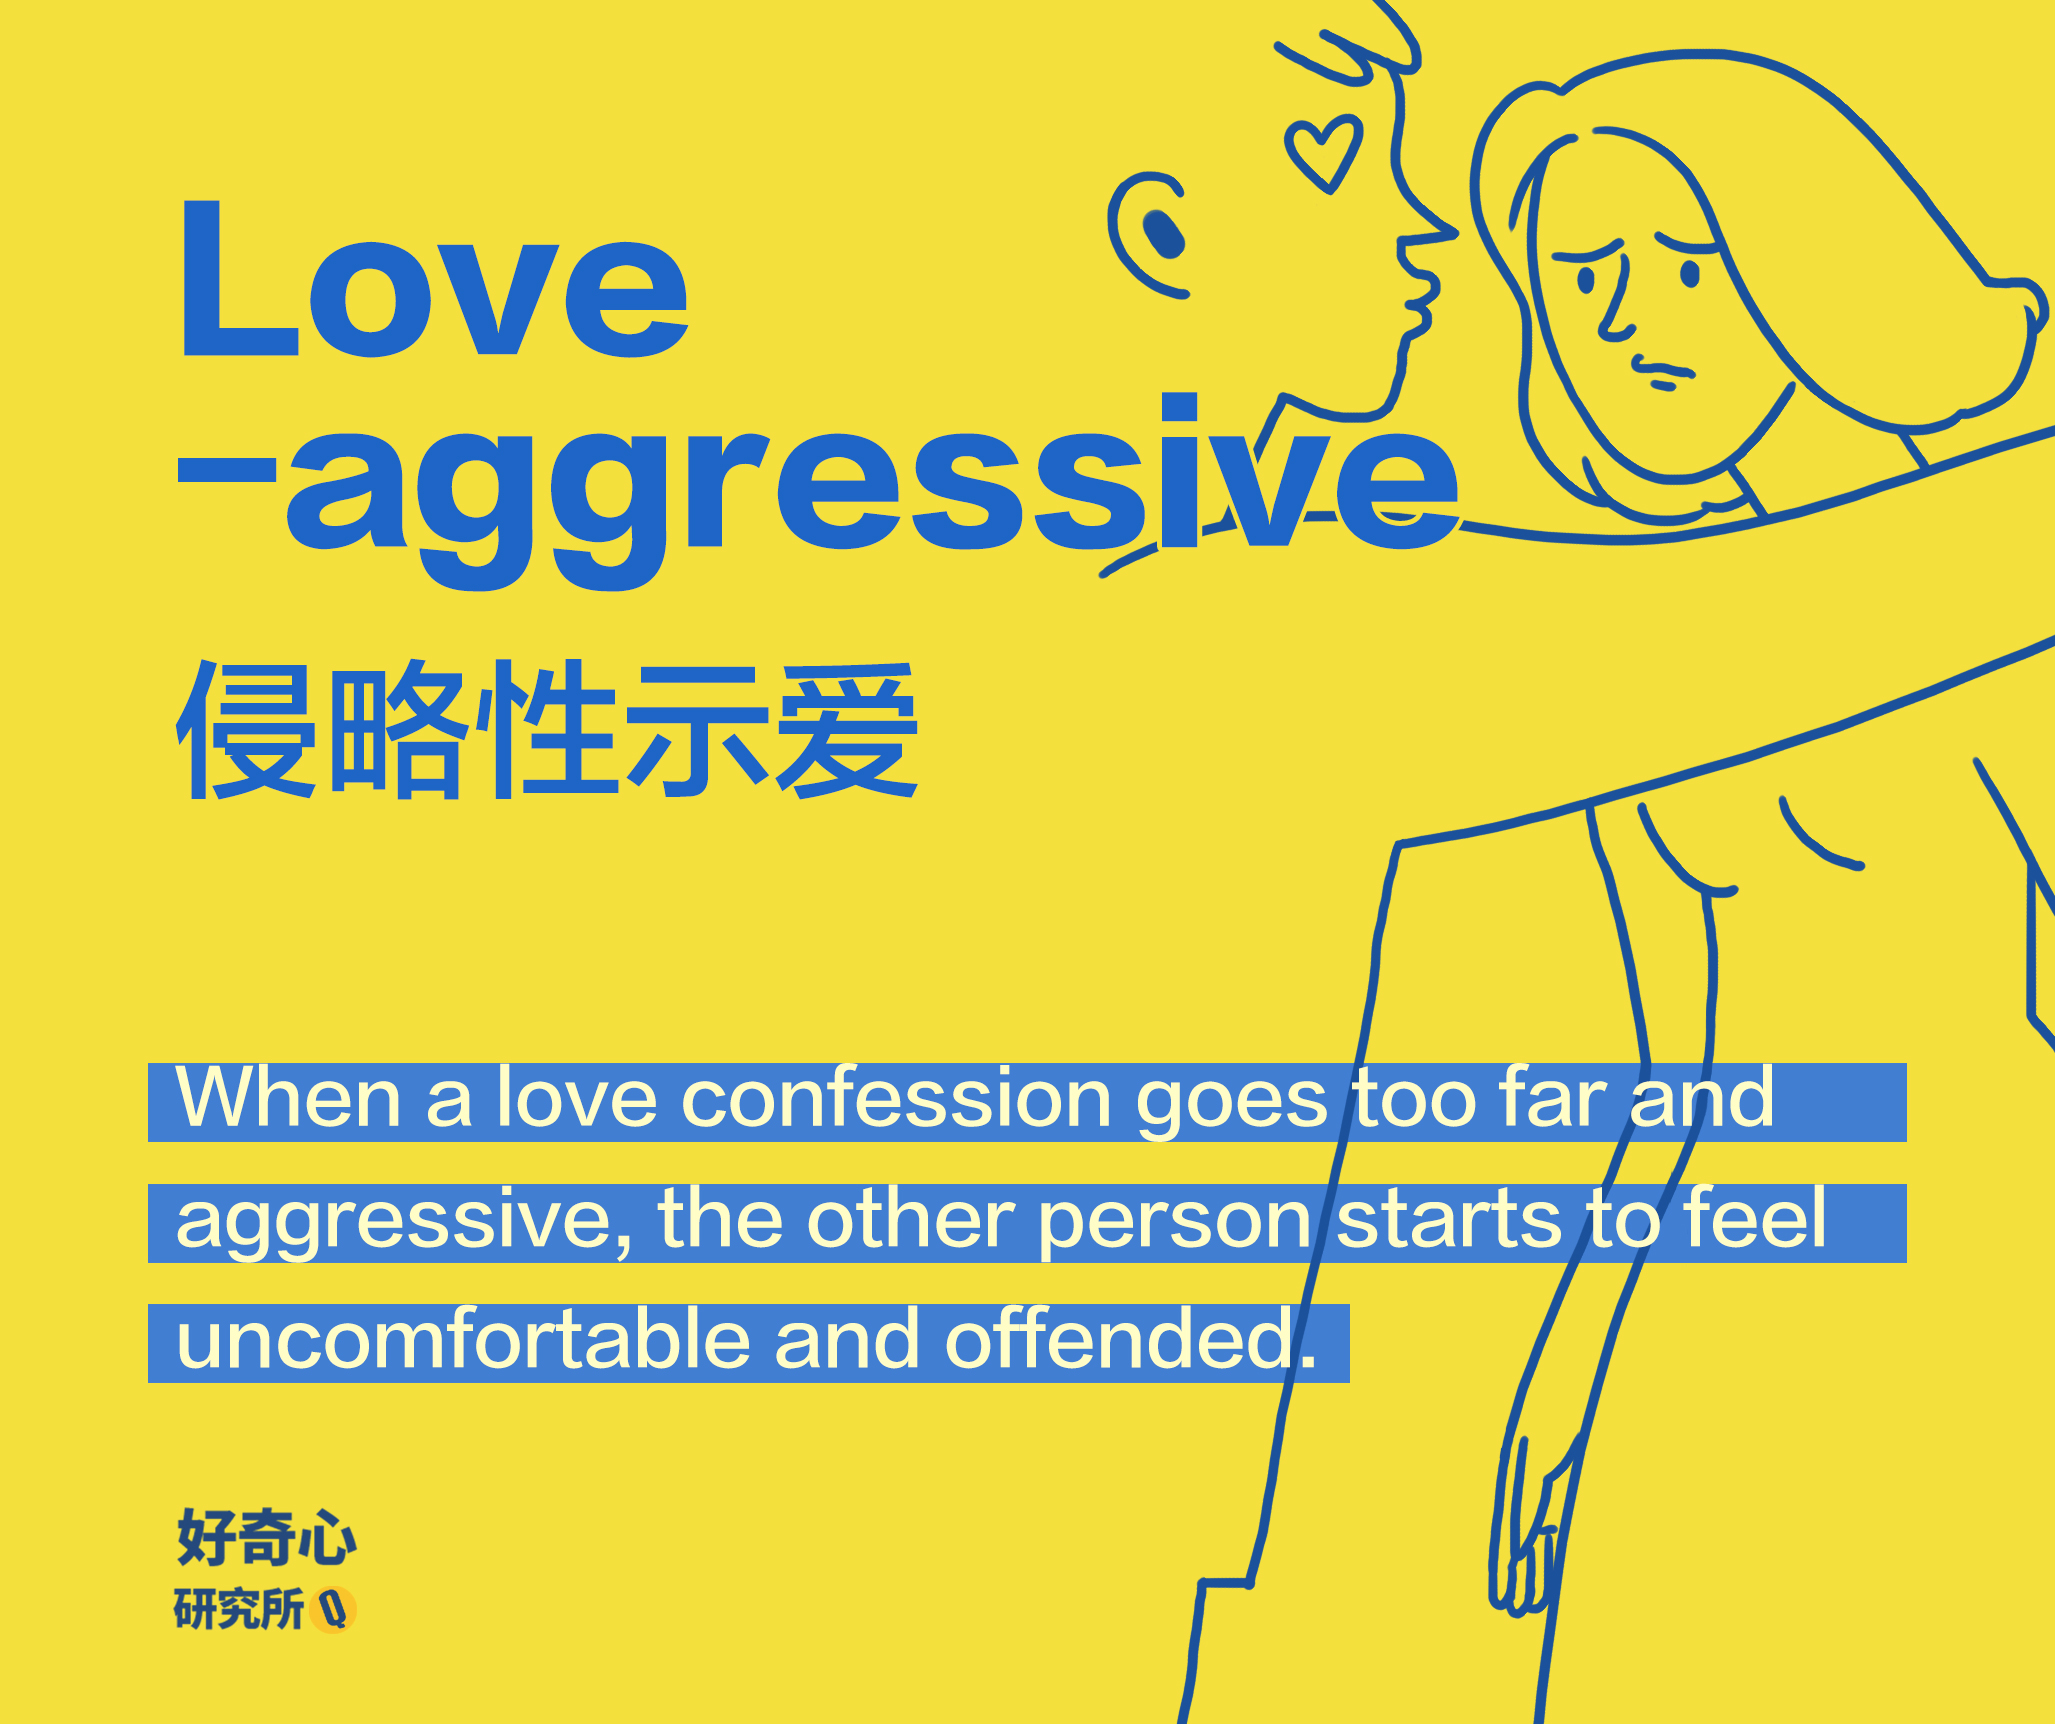 Love
-aggressive
侵略性示爱
When a love confession goes too far and
aggressive, the other person starts to feel
uncomfortable and offended.
好奇心
研究所